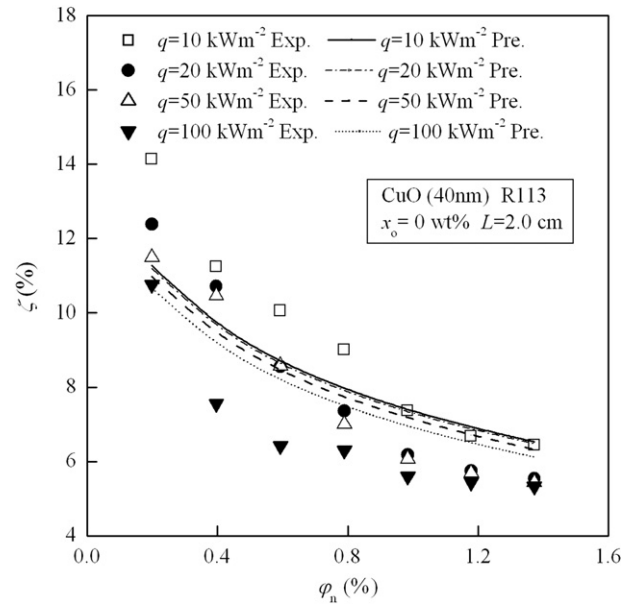 18
16
14
12
10
8
6
4
ζ (%)
q=10 kWm⁻² Exp. q=10 kWm⁻² Pre.
q=20 kWm⁻² Exp. q=20 kWm⁻² Pre.
q=50 kWm⁻² Exp. q=50 kWm⁻² Pre.
q=100 kWm⁻² Exp. q=100 kWm⁻² Pre.
CuO (40nm) R113
xₒ= 0 wt% L=2.0 cm
0.0 0.4 0.8 1.2 1.6
φₙ (%)